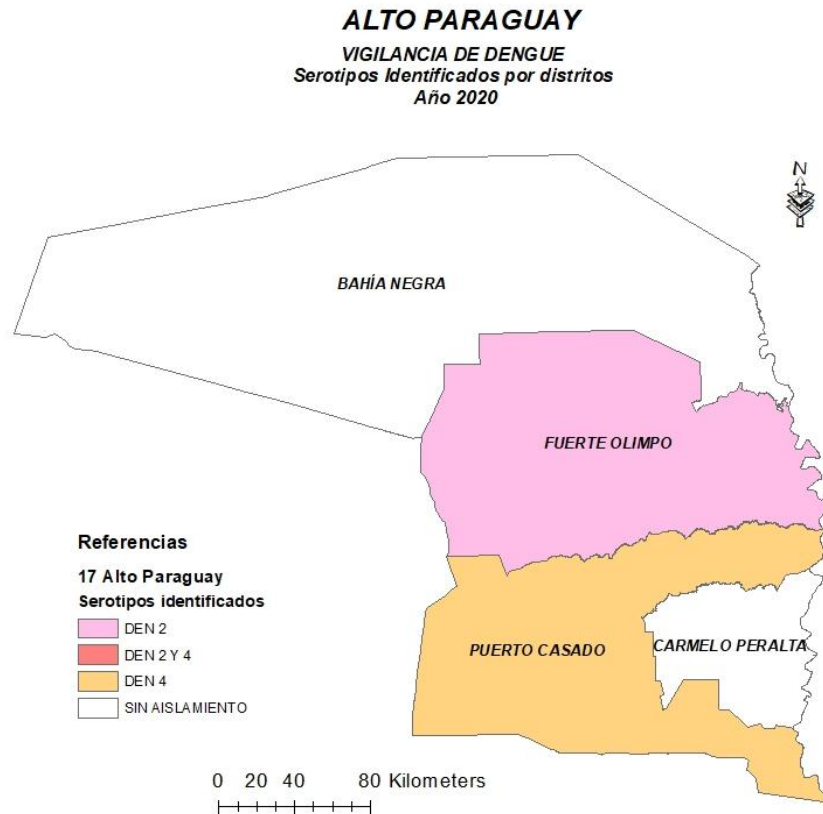 ALTO PARAGUAY
VIGILANCIA DE DENGUE
Serotipos Identificados por distritos
Año 2020
N
BAHÍA NEGRA
FUERTE OLIMPO
PUERTO CASADO
CARMELO PERALTA
Referencias
17 Alto Paraguay
Serotipos identificados
DEN 2
DEN 2 Y 4
DEN 4
SIN AISLAMIENTO
0 20 40 80 Kilometers